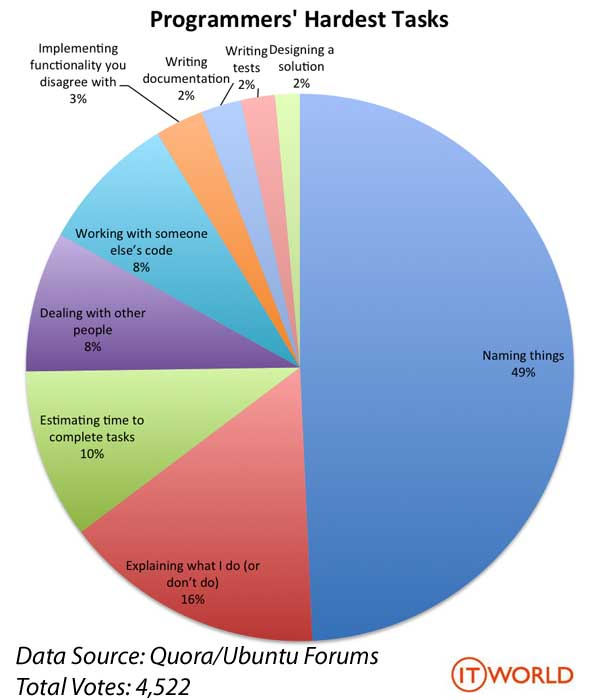 Programmers' Hardest Tasks
Implementing
functionality you
disagree with
3%
Writing
documentation
2%
Writing
tests
2%
Designing a
solution
2%
Working with someone
else's code
8%
Dealing with other
people
8%
Naming things
49%
Estimating time to
complete tasks
10%
Explaining what I do (or
don't do)
16%
Data Source: Quora/Ubuntu Forums
Total Votes: 4,522
ITWORLD